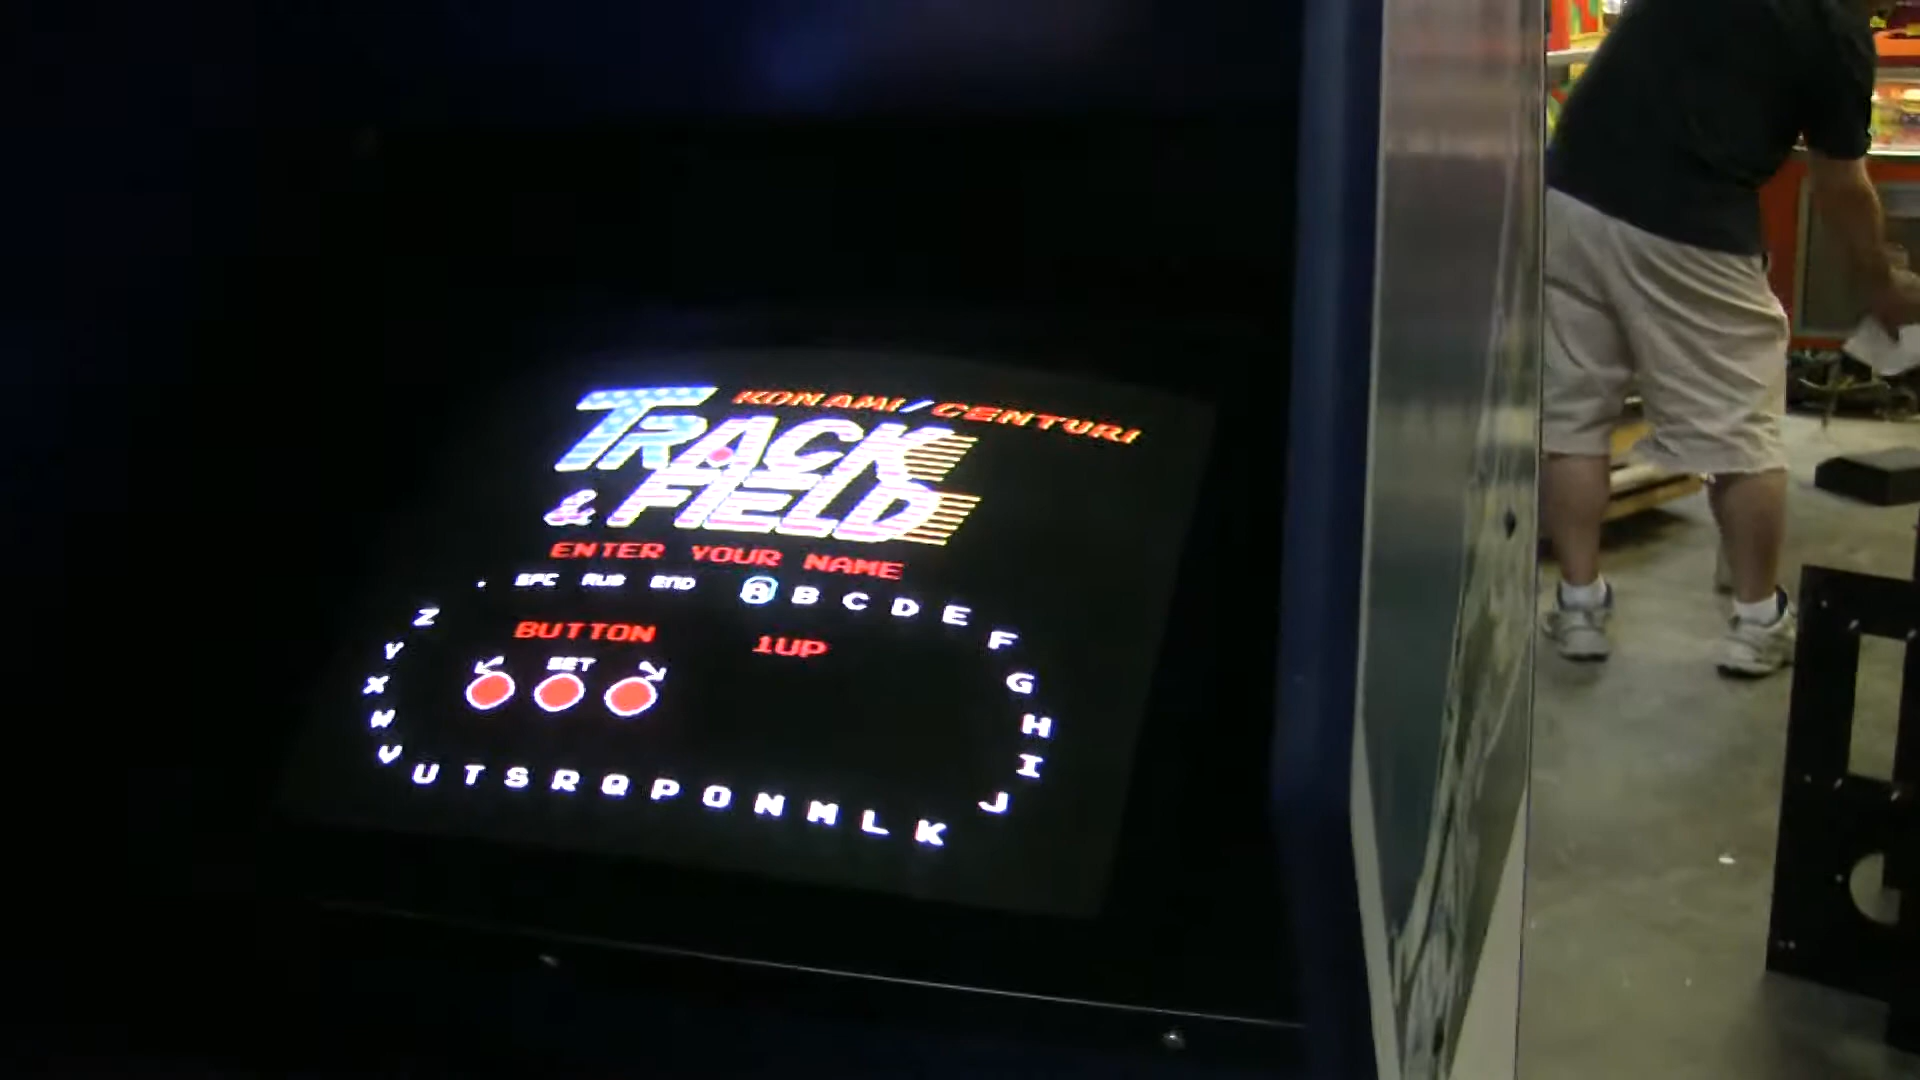 KONAMI/CENTURI
TRACK
& FIELD
ENTER YOUR NAME
. SPC RUB END A B C D E
Z F
BUTTON 1UP
Y SET G
X H
W I
V J
U T S R Q P O N M L K